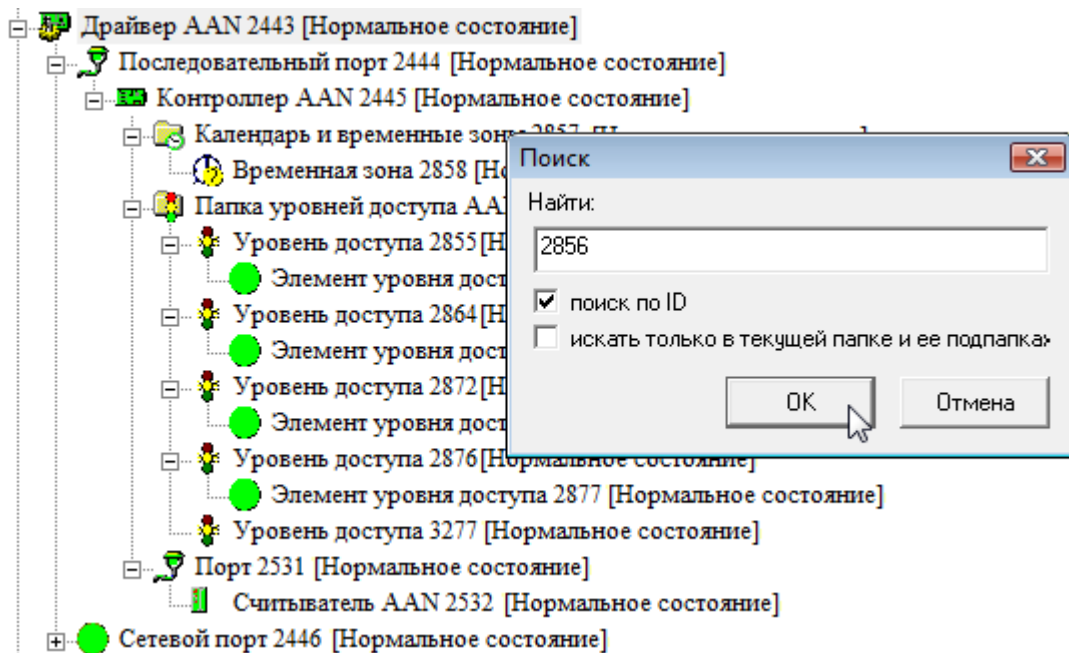 Драйвер AAN 2443 [Нормальное состояние]
Последовательный порт 2444 [Нормальное состояние]
Контроллер AAN 2445 [Нормальное состояние]
Календарь и временные зоны 2857
Временная зона 2858
Папка уровней доступа
Уровень доступа 2855
Элемент уровня
Уровень доступа 2864
Элемент уровня
Уровень доступа 2872
Элемент уровня
Уровень доступа 2876 [Нормальное состояние]
Элемент уровня доступа 2877 [Нормальное состояние]
Уровень доступа 3277 [Нормальное состояние]
Порт 2531 [Нормальное состояние]
Считыватель AAN 2532 [Нормальное состояние]
Сетевой порт 2446 [Нормальное состояние]
Поиск
Найти:
2856
поиск по ID
искать только в текущей папке и ее
OK
Отмена